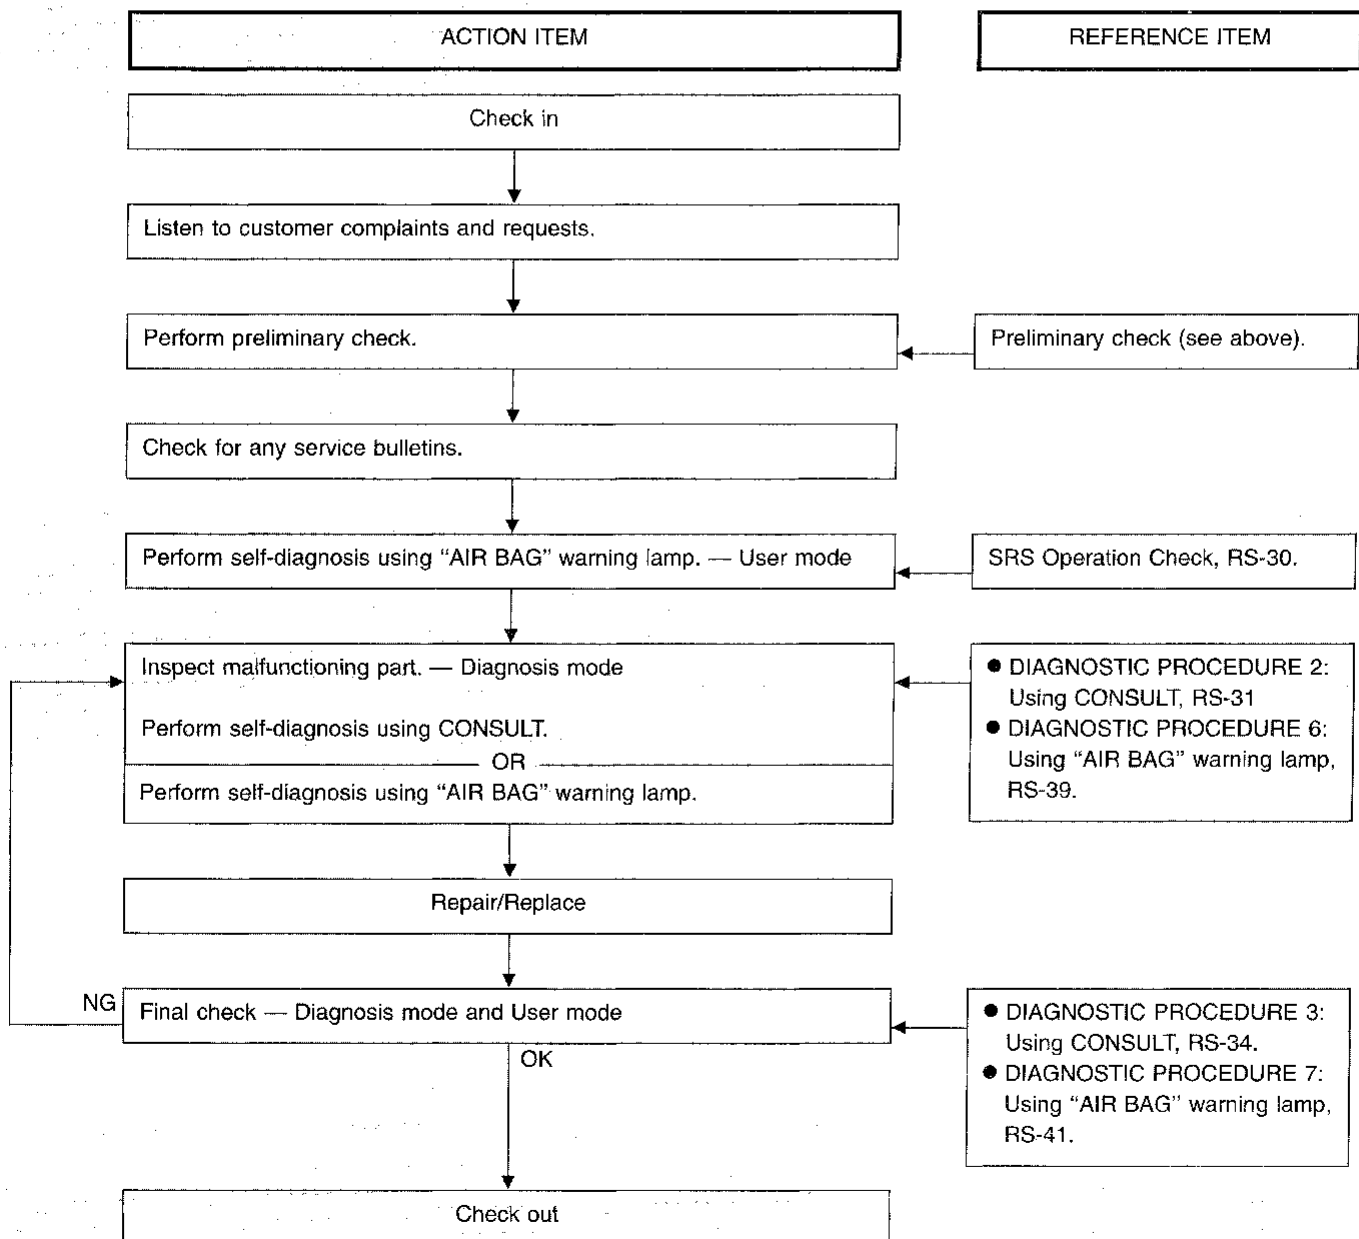 ACTION ITEM
REFERENCE ITEM
Check in
Listen to customer complaints and requests.
Perform preliminary check.
Preliminary check (see above).
Check for any service bulletins.
Perform self-diagnosis using “AIR BAG” warning lamp. — User mode
SRS Operation Check, RS-30.
Inspect malfunctioning part. — Diagnosis mode
Perform self-diagnosis using CONSULT.
OR
Perform self-diagnosis using “AIR BAG” warning lamp.
● DIAGNOSTIC PROCEDURE 2:
Using CONSULT, RS-31
● DIAGNOSTIC PROCEDURE 6:
Using “AIR BAG” warning lamp,
RS-39.
Repair/Replace
NG
Final check — Diagnosis mode and User mode
OK
● DIAGNOSTIC PROCEDURE 3:
Using CONSULT, RS-34.
● DIAGNOSTIC PROCEDURE 7:
Using “AIR BAG” warning lamp,
RS-41.
Check out